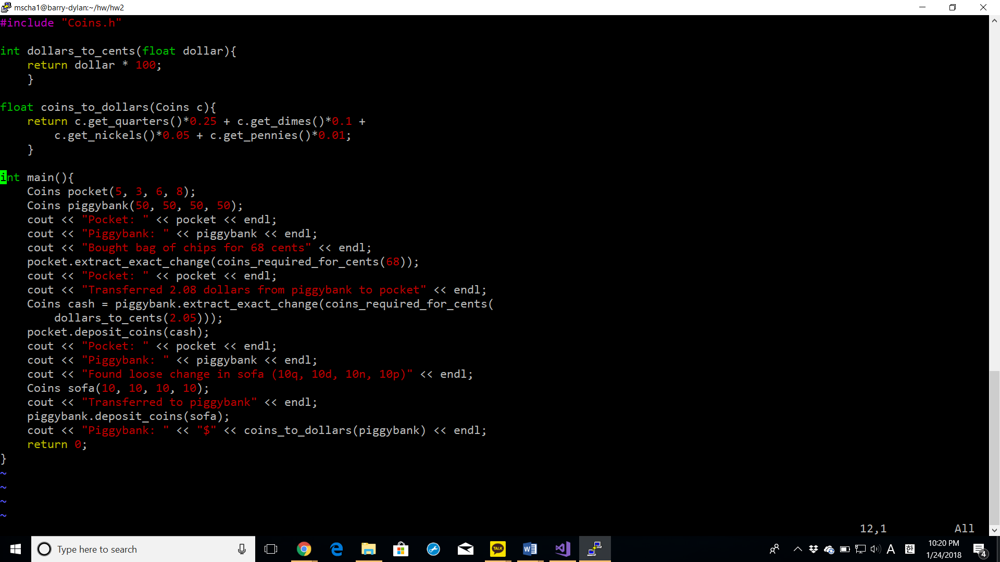 mscha1@barry-dylan:~/hw/hw2
#include "Coins.h"

int dollars_to_cents(float dollar){
    return dollar * 100;
    }

float coins_to_dollars(Coins c){
    return c.get_quarters()*0.25 + c.get_dimes()*0.1 +
        c.get_nickels()*0.05 + c.get_pennies()*0.01;
    }

int main(){
    Coins pocket(5, 3, 6, 8);
    Coins piggybank(50, 50, 50, 50);
    cout << "Pocket: " << pocket << endl;
    cout << "Piggybank: " << piggybank << endl;
    cout << "Bought bag of chips for 68 cents" << endl;
    pocket.extract_exact_change(coins_required_for_cents(68));
    cout << "Pocket: " << pocket << endl;
    cout << "Transferred 2.08 dollars from piggybank to pocket" << endl;
    Coins cash = piggybank.extract_exact_change(coins_required_for_cents(
        dollars_to_cents(2.05)));
    pocket.deposit_coins(cash);
    cout << "Pocket: " << pocket << endl;
    cout << "Piggybank: " << piggybank << endl;
    cout << "Found loose change in sofa (10q, 10d, 10n, 10p)" << endl;
    Coins sofa(10, 10, 10, 10);
    cout << "Transferred to piggybank" << endl;
    piggybank.deposit_coins(sofa);
    cout << "Piggybank: " << "$" << coins_to_dollars(piggybank) << endl;
    return 0;
}
~
~
~
~
12,1 All
Type here to search
TALK
A 한
10:20 PM
1/24/2018
4